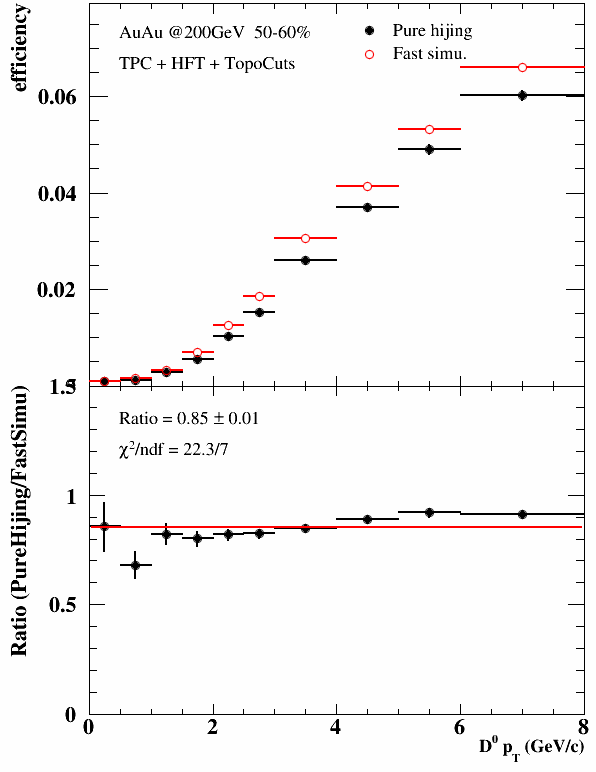 efficiency
AuAu @200GeV 50-60%
TPC + HFT + TopoCuts
Pure hijing
Fast simu.
0.06
0.04
0.02
1.5
Ratio (PureHijing/FastSimu)
Ratio = 0.85 ± 0.01
χ²/ndf = 22.3/7
1
0.5
0
0 2 4 6 8
D⁰ p_T (GeV/c)